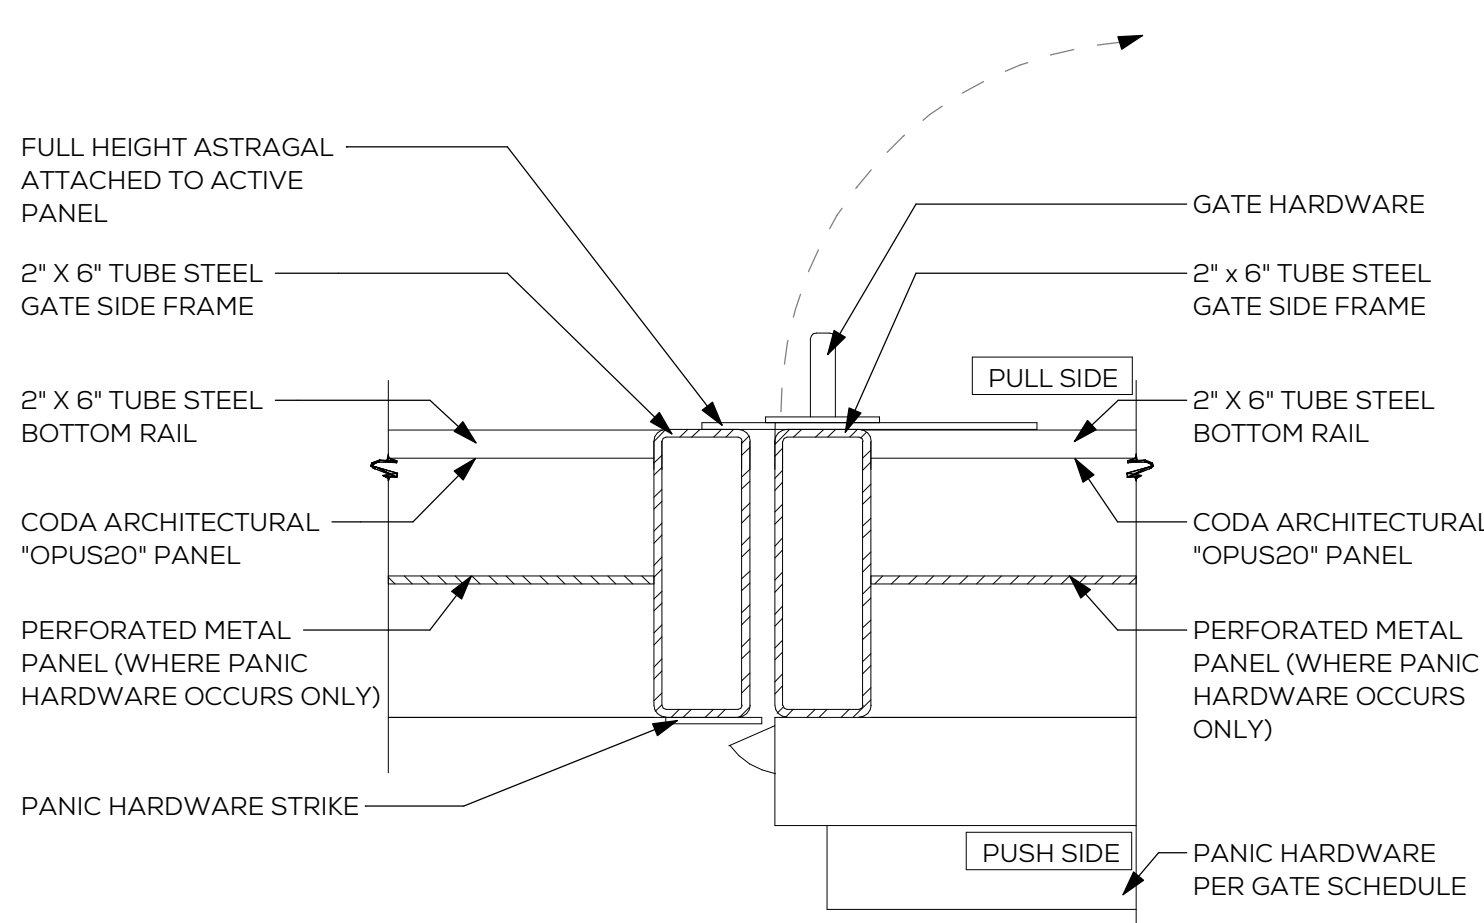 FULL HEIGHT ASTRAGAL
ATTACHED TO ACTIVE
PANEL
2" X 6" TUBE STEEL
GATE SIDE FRAME
2" X 6" TUBE STEEL
BOTTOM RAIL
CODA ARCHITECTURAL
"OPUS20" PANEL
PERFORATED METAL
PANEL (WHERE PANIC
HARDWARE OCCURS ONLY)
PANIC HARDWARE STRIKE
GATE HARDWARE
2" x 6" TUBE STEEL
GATE SIDE FRAME
PULL SIDE
2" X 6" TUBE STEEL
BOTTOM RAIL
CODA ARCHITECTURAL
"OPUS20" PANEL
PERFORATED METAL
PANEL (WHERE PANIC
HARDWARE OCCURS
ONLY)
PUSH SIDE
PANIC HARDWARE
PER GATE SCHEDULE